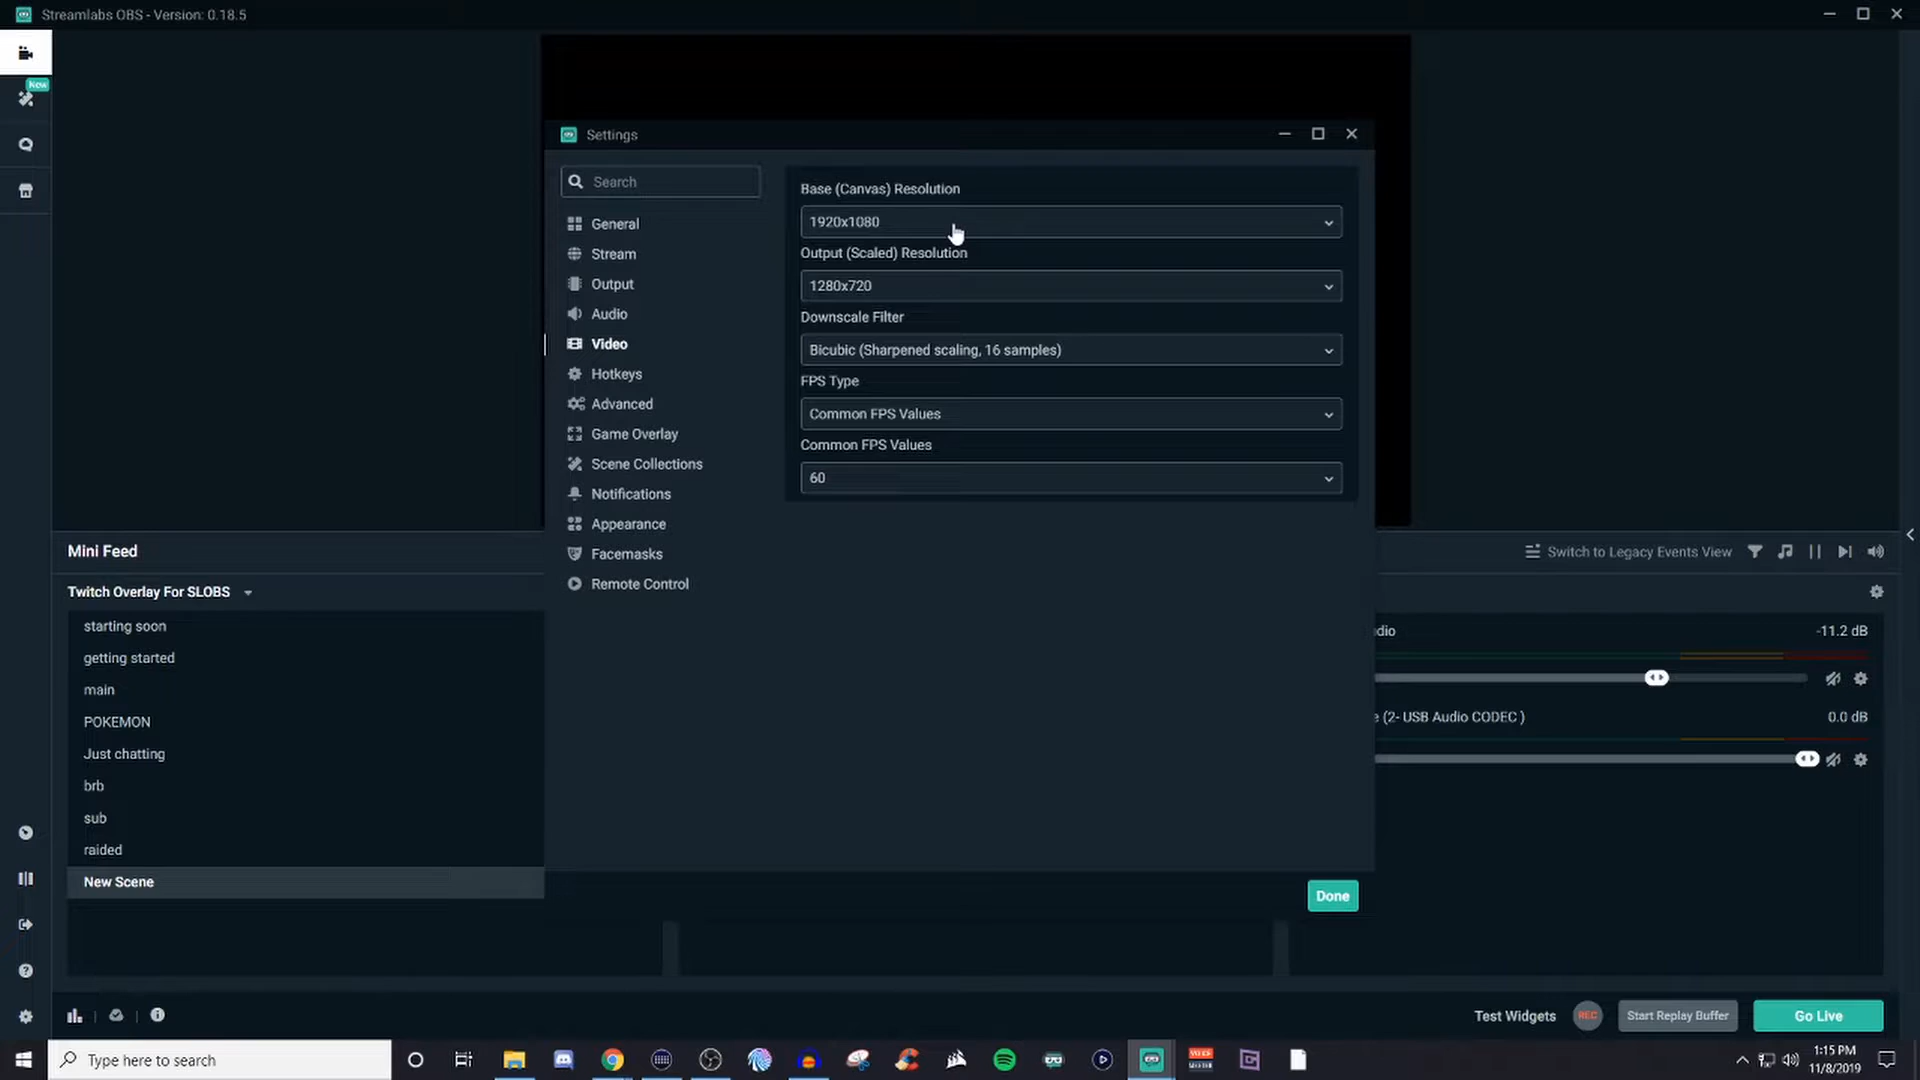 Streamlabs OBS - Version: 0.18.5
New
Settings
Search
General
Stream
Output
Audio
Video
Hotkeys
Advanced
Game Overlay
Scene Collections
Notifications
Appearance
Facemasks
Remote Control
Base (Canvas) Resolution
1920x1080
Output (Scaled) Resolution
1280x720
Downscale Filter
Bicubic (Sharpened scaling, 16 samples)
FPS Type
Common FPS Values
Common FPS Values
60
Done
Mini Feed
Switch to Legacy Events View
Twitch Overlay For SLOBS
starting soon
getting started
main
POKEMON
Just chatting
brb
sub
raided
New Scene
dio
-11.2 dB
e (2- USB Audio CODEC )
0.0 dB
Test Widgets
REC
Start Replay Buffer
Go Live
Type here to search
1:15 PM
11/8/2019